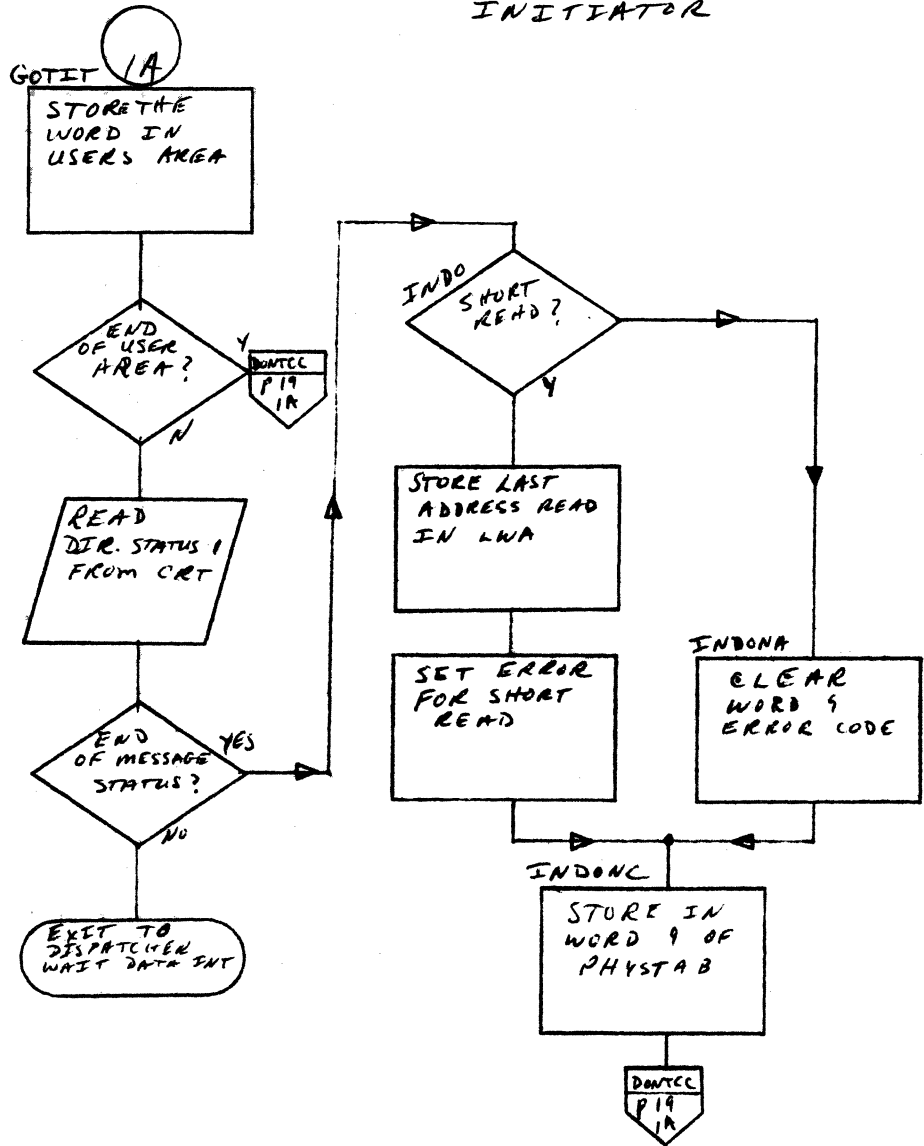 INITIATOR
1A
GOTIT
STORE THE
WORD IN
USERS AREA
END
OF USER
AREA?
Y
DONTCC
P 19
1A
N
READ
DIR. STATUS 1
FROM CRT
END
OF MESSAGE
STATUS?
YES
NO
EXIT TO
DISPATCHER
WAIT DATA INT
INDO
SHORT
READ?
Y
STORE LAST
ADDRESS READ
IN LWA
SET ERROR
FOR SHORT
READ
INDONA
CLEAR
WORD 9
ERROR CODE
INDONC
STORE IN
WORD 9 OF
PHYSTAB
DONTCC
P 19
1A